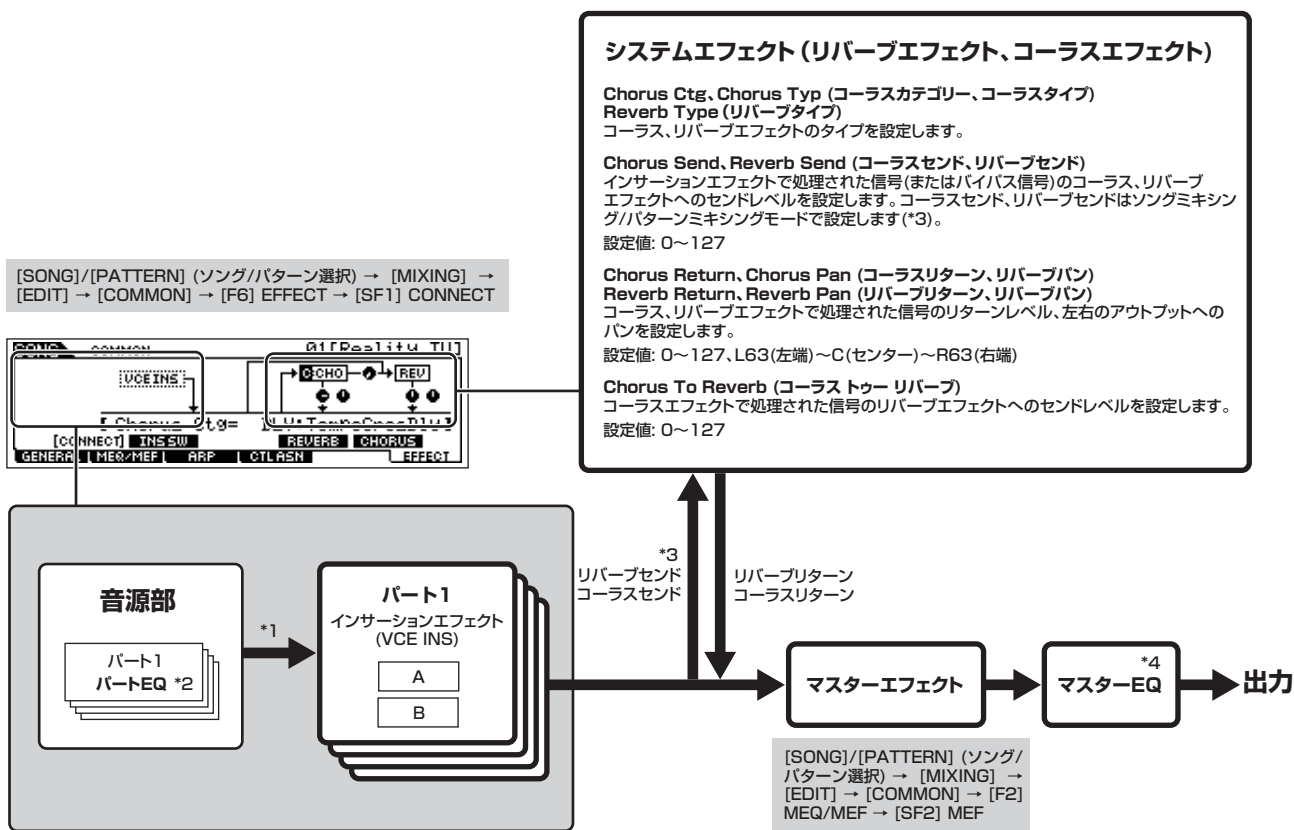 システムエフェクト(リバーブエフェクト、コーラスエフェクト)
Chorus Ctg、Chorus Typ (コーラスカテゴリー、コーラスタイプ)
Reverb Type (リバーブタイプ)
コーラス、リバーブエフェクトのタイプを設定します。
Chorus Send、Reverb Send (コーラスセンド、リバーブセンド)
インサーションエフェクトで処理された信号(またはバイパス信号)のコーラス、リバーブ
エフェクトへのセンドレベルを設定します。コーラスセンド、リバーブセンドはソングミキシン
グ/パターンミキシングモードで設定します(*3)。
設定値: 0〜127
Chorus Return、Chorus Pan (コーラスリターン、リバーブパン)
Reverb Return、Reverb Pan (リバーブリターン、リバーブパン)
コーラス、リバーブエフェクトで処理された信号のリターンレベル、左右のアウトプットへの
パンを設定します。
設定値: 0〜127、L63(左端)〜C(センター)〜R63(右端)
Chorus To Reverb (コーラス トゥー リバーブ)
コーラスエフェクトで処理された信号のリバーブエフェクトへのセンドレベルを設定します。
設定値: 0〜127
[SONG]/[PATTERN] (ソング/パターン選択) → [MIXING] →
[EDIT] → [COMMON] → [F6] EFFECT → [SF1] CONNECT
COMMON 01[Reality TU]
VCE INS
CHO
REV
[ Chorus Ctg=
[CONNECT] INS SW REVERB CHORUS
GENERAL MEQ/MEF ARP CTL ASN EFFECT
音源部
パート1
パートEQ *2
*1
パート1
インサーションエフェクト
(VCE INS)
A
B
*3
リバーブセンド
コーラスセンド
リバーブリターン
コーラスリターン
マスターエフェクト
*4
マスターEQ
出力
[SONG]/[PATTERN] (ソング/
パターン選択) → [MIXING] →
[EDIT] → [COMMON] → [F2]
MEQ/MEF → [SF2] MEF